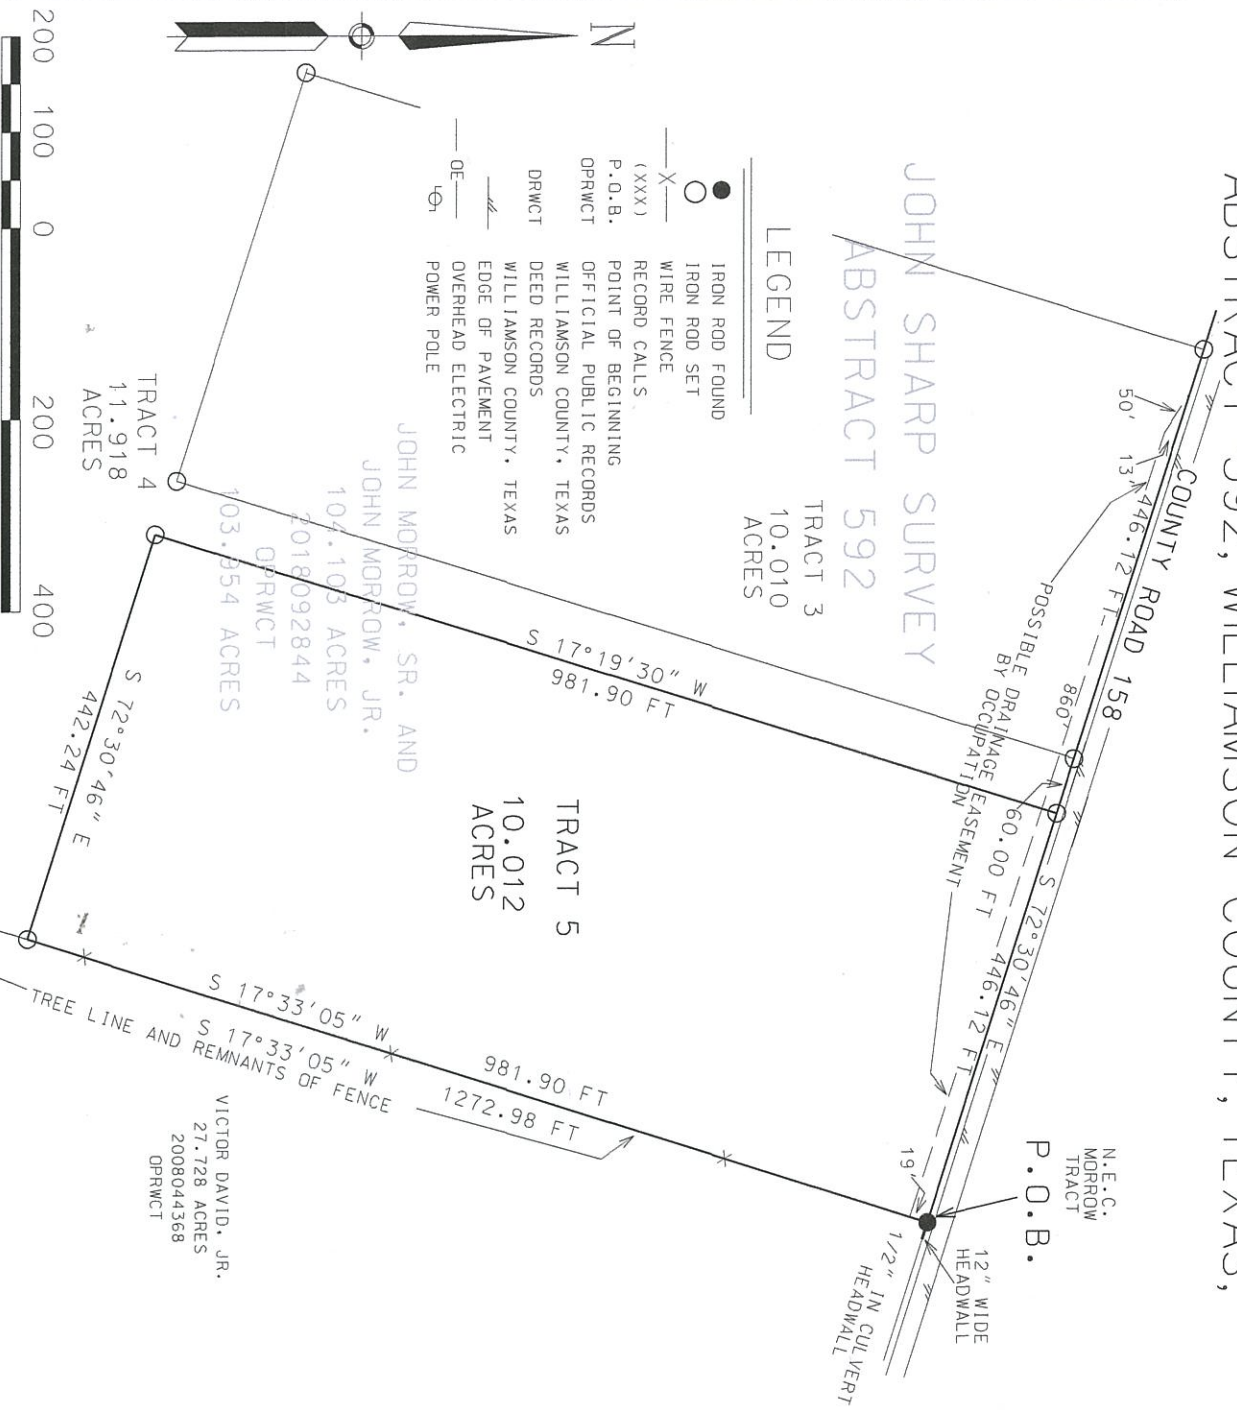 ABSTRACT 592, WILLIAMSON COUNTY, TEXAS,
N
JOHN SHARP SURVEY
ABSTRACT 592
LEGEND
IRON ROD FOUND
IRON ROD SET
X WIRE FENCE
(XXX) RECORD CALLS
P.O.B. POINT OF BEGINNING
OPRWCT OFFICIAL PUBLIC RECORDS
WILLIAMSON COUNTY, TEXAS
DRWCT DEED RECORDS
WILLIAMSON COUNTY, TEXAS
EDGE OF PAVEMENT
OE OVERHEAD ELECTRIC
POWER POLE
COUNTY ROAD 158
50'
13'
446.12 FT
860'
POSSIBLE DRAINAGE EASEMENT
BY OCCUPATION
60.00 FT
S 72°30'46" E
446.12 FT
N.E.C.
MORROW
TRACT
P.O.B.
12" WIDE
HEADWALL
19'
1/2" IN CULVERT
HEADWALL
TRACT 3
10.010
ACRES
S 17°19'30" W
981.90 FT
TRACT 5
10.012
ACRES
JOHN MORROW, SR. AND
JOHN MORROW, JR.
104.103 ACRES
2018092844
OPRWCT
103.954 ACRES
TRACT 4
11.918
ACRES
S 72°30'46" E
442.24 FT
S 17°33'05" W
981.90 FT
S 17°33'05" W
1272.98 FT
TREE LINE AND REMNANTS OF FENCE
VICTOR DAVID, JR.
27.728 ACRES
2008044368
OPRWCT
200 100 0 200 400